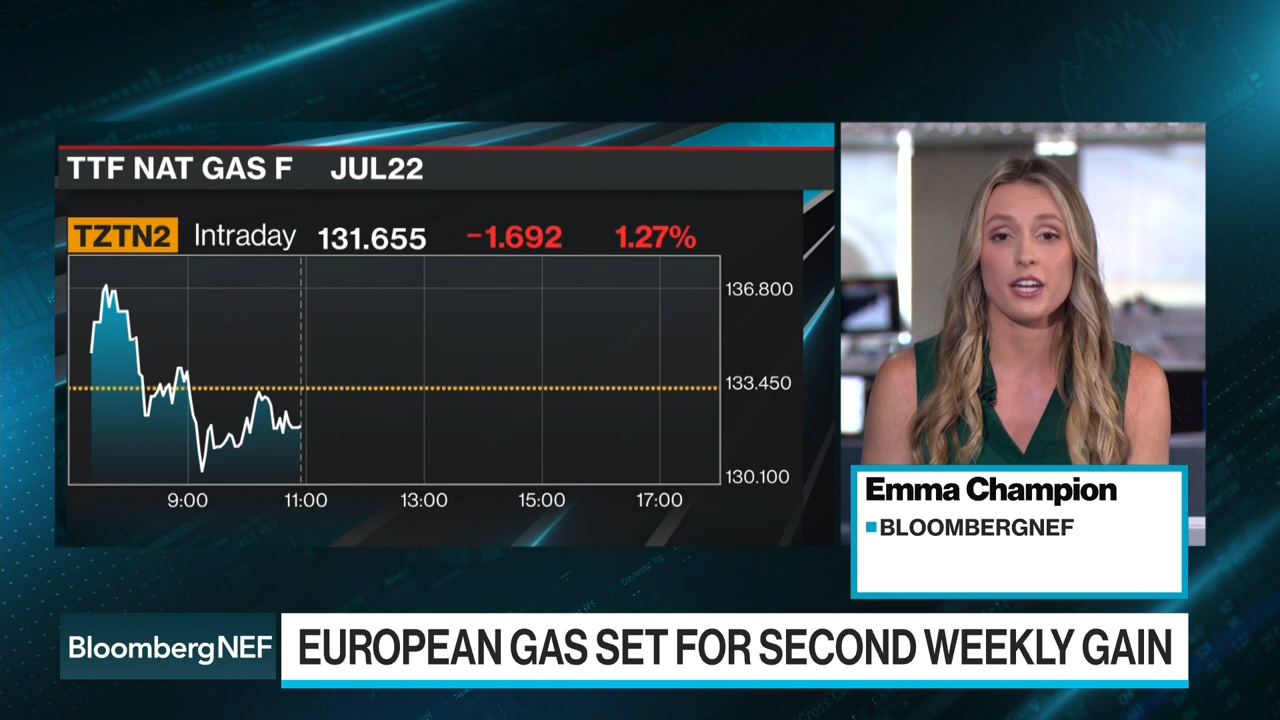 TTF NAT GAS F JUL22
TZTN2 Intraday 131.655 -1.692 1.27%
136.800
133.450
130.100
9:00 11:00 13:00 15:00 17:00
Emma Champion
BLOOMBERGNEF
BloombergNEF
EUROPEAN GAS SET FOR SECOND WEEKLY GAIN